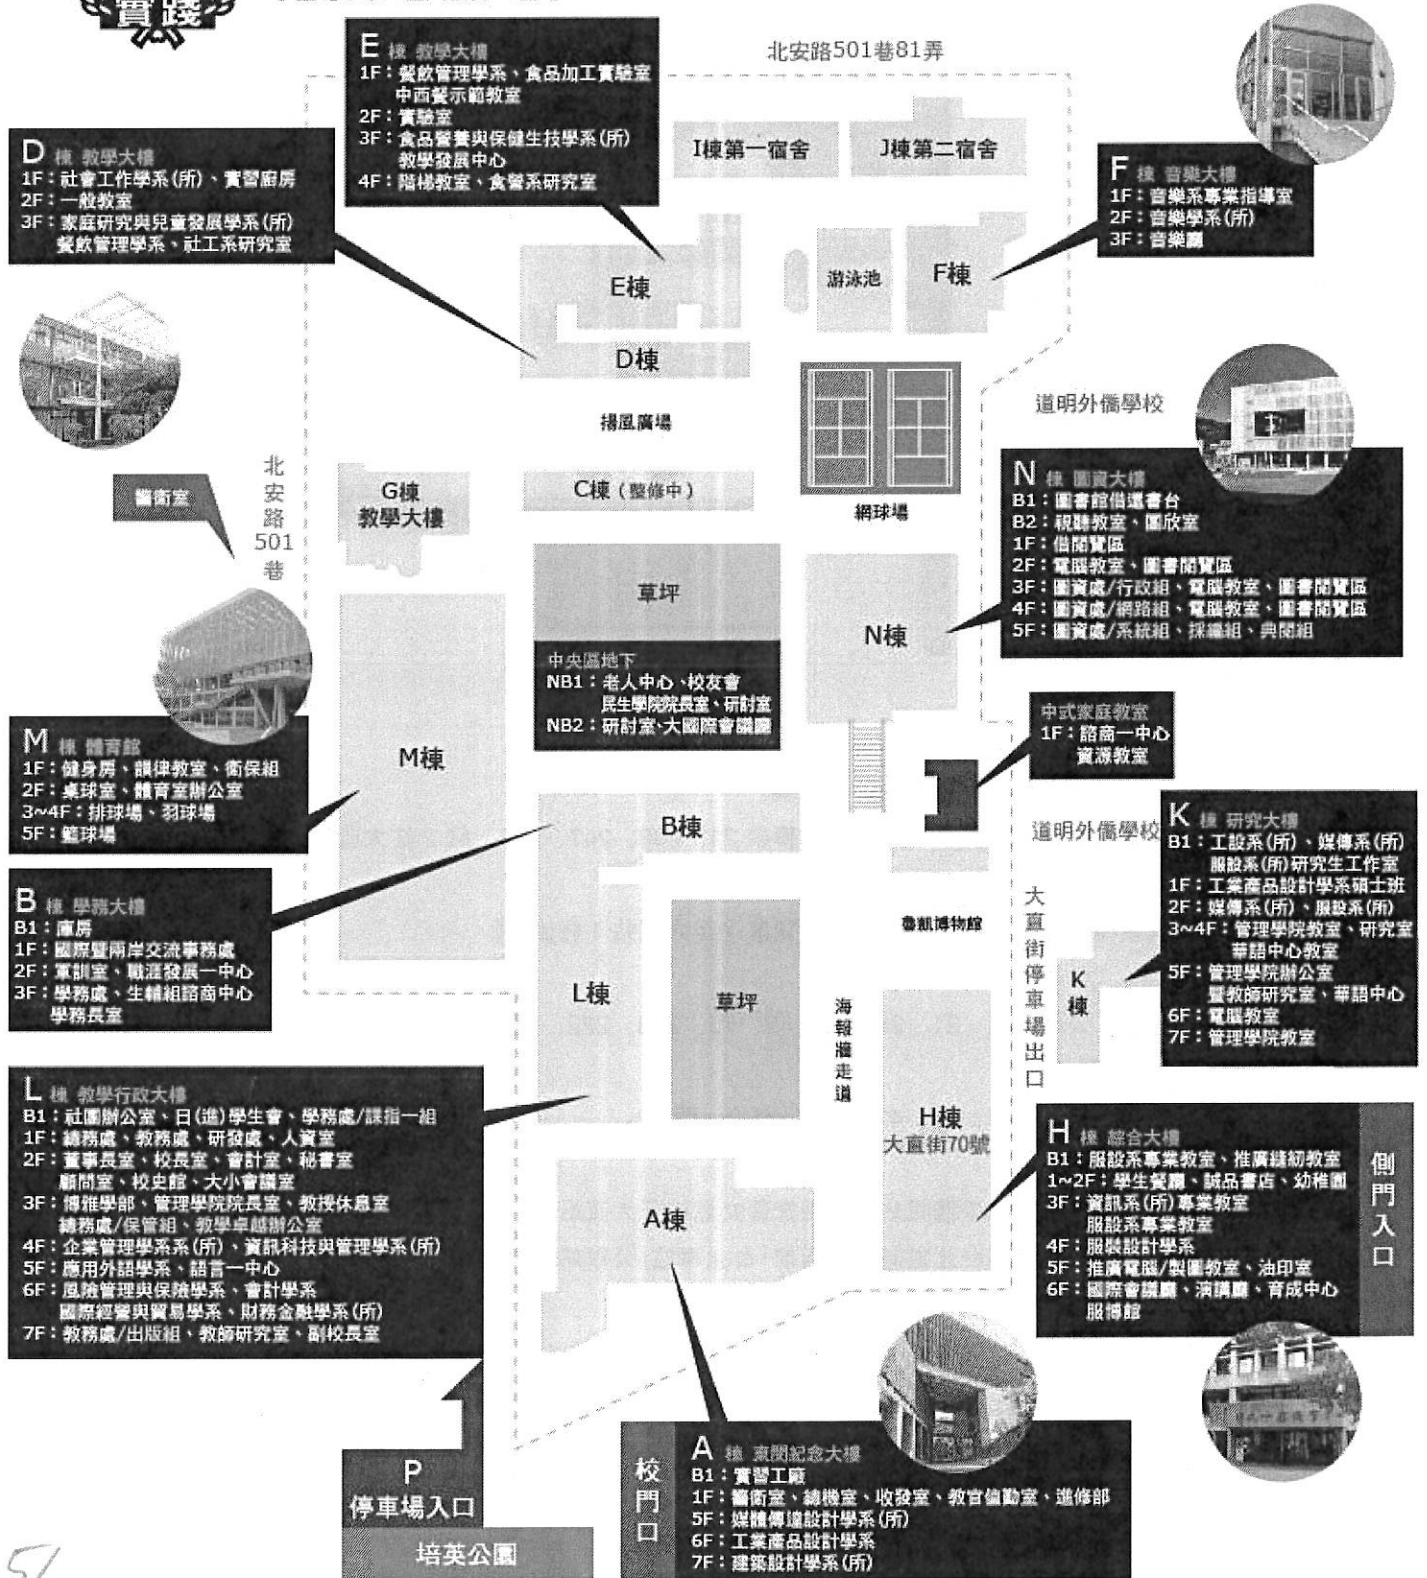 實踐
北安路501巷81弄
E 棟 教學大樓
1F：餐飲管理學系、食品加工實驗室
中西餐示範教室
2F：實驗室
3F：食品營養與保健生技學系(所)
教學發展中心
4F：階梯教室、食營系研究室
D 棟 教學大樓
1F：社會工作學系(所)、實習廚房
2F：一般教室
3F：家庭研究與兒童發展學系(所)
餐飲管理學系、社工系研究室
I棟第一宿舍
J棟第二宿舍
F 棟 音樂大樓
1F：音樂系專業指導室
2F：音樂學系(所)
3F：音樂廳
E棟
游泳池
F棟
D棟
揚風廣場
道明外僑學校
警衛室
北安路501巷
G棟
教學大樓
C棟（整修中）
網球場
N 棟 圖資大樓
B1：圖書館借還書台
B2：視聽教室、團欣室
1F：借閱覽區
2F：電腦教室、圖書閱覽區
3F：圖資處/行政組、電腦教室、圖書閱覽區
4F：圖資處/網路組、電腦教室、圖書閱覽區
5F：圖資處/系統組、採編組、典閱組
草坪
N棟
中央區地下
NB1：老人中心、校友會
民生學院院長室、研討室
NB2：研討室、大國際會議廳
中式家庭教室
1F：諮商一中心
資源教室
M 棟 體育館
1F：健身房、韻律教室、衛保組
2F：桌球室、體育室辦公室
3~4F：排球場、羽球場
5F：籃球場
M棟
B棟
道明外僑學校
K 棟 研究大樓
B1：工設系(所)、媒傳系(所)
服設系(所)研究生工作室
1F：工業產品設計學系碩士班
2F：媒傳系(所)、服設系(所)
3~4F：管理學院教室、研究室
華語中心教室
5F：管理學院辦公室
暨教師研究室、華語中心
6F：電腦教室
7F：管理學院教室
B 棟 學務大樓
B1：庫房
1F：國際暨兩岸交流事務處
2F：軍訓室、職涯發展一中心
3F：學務處、生輔組諮商中心
學務長室
魯凱博物館
大直街停車場出口
K棟
L棟
草坪
海報牆走道
H棟
大直街70號
L 棟 教學行政大樓
B1：社團辦公室、日(進)學生會、學務處/課指一組
1F：總務處、教務處、研發處、人資室
2F：董事長室、校長室、會計室、秘書室
顧問室、校史館、大小會議室
3F：博雅學部、管理學院院長室、教授休息室
總務處/保管組、教學卓越辦公室
4F：企業管理學系系(所)、資訊科技與管理學系(所)
5F：應用外語學系、語言一中心
6F：風險管理與保險學系、會計學系
國際經營與貿易學系、財務金融學系(所)
7F：教務處/出版組、教師研究室、副校長室
H 棟 綜合大樓
B1：服設系專業教室、推廣縫紉教室
1~2F：學生餐廳、誠品書店、幼稚園
3F：資訊系(所)專業教室
服設系專業教室
4F：服裝設計學系
5F：推廣電腦/製圖教室、油印室
6F：國際會議廳、演講廳、育成中心
服博館
側門入口
A棟
P
停車場入口
培英公園
校門口
A 棟 東閔紀念大樓
B1：實習工廠
1F：警衛室、總機室、收發室、教官值勤室、進修部
5F：媒體傳達設計學系(所)
6F：工業產品設計學系
7F：建築設計學系(所)
51